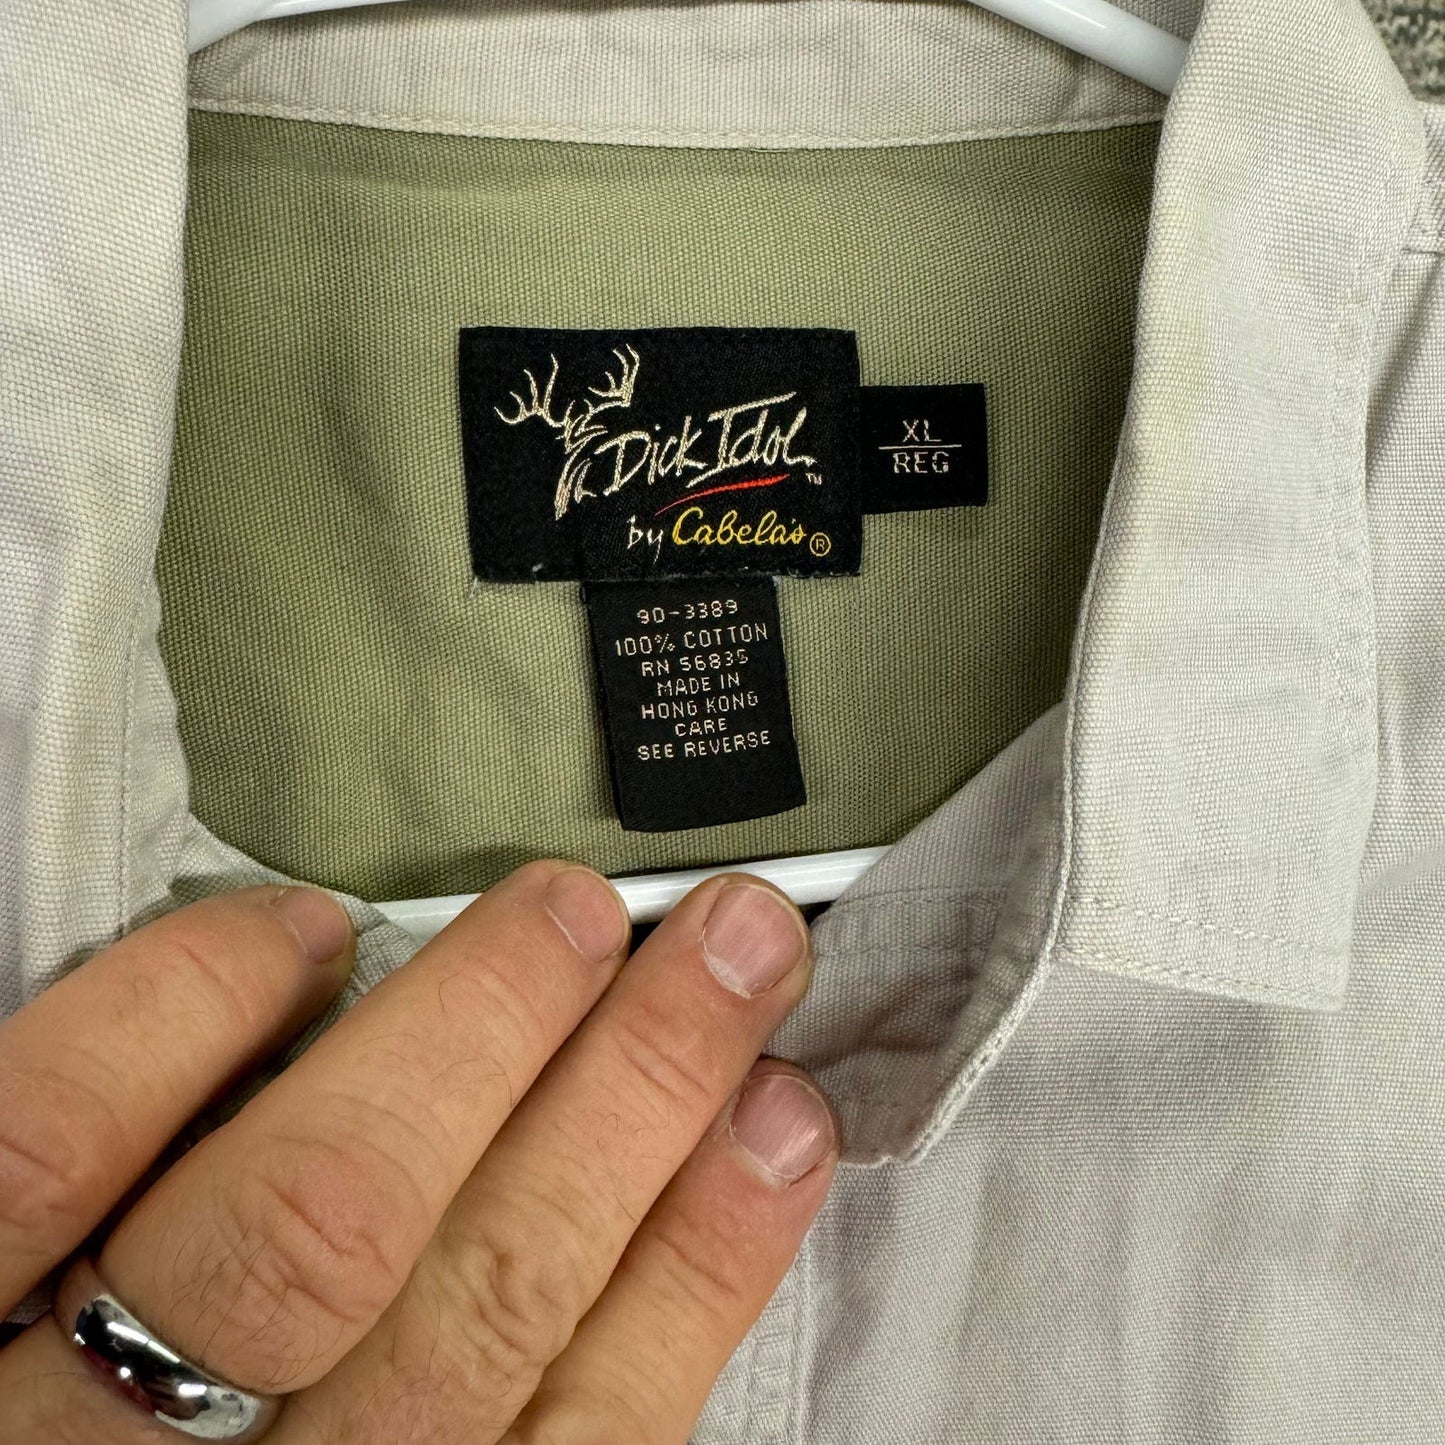 Dick Idol ™
by Cabela's ®
XL
REG
90-3389
100% COTTON
RN 56835
MADE IN
HONG KONG
CARE
SEE REVERSE